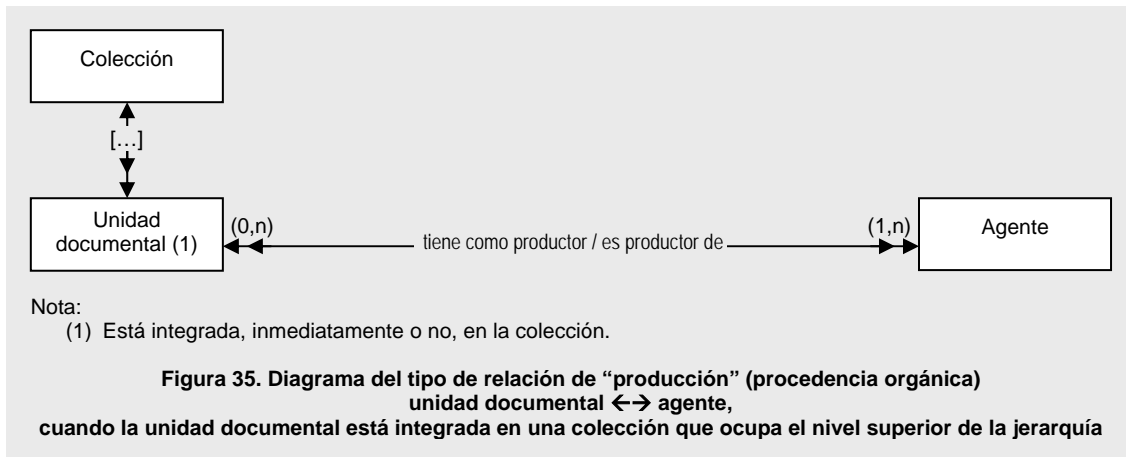 Colección
[…]
Unidad
documental (1)
(0,n)
tiene como productor / es productor de
(1,n)
Agente
Nota:
(1) Está integrada, inmediatamente o no, en la colección.
Figura 35. Diagrama del tipo de relación de “producción” (procedencia orgánica)
unidad documental ←→ agente,
cuando la unidad documental está integrada en una colección que ocupa el nivel superior de la jerarquía